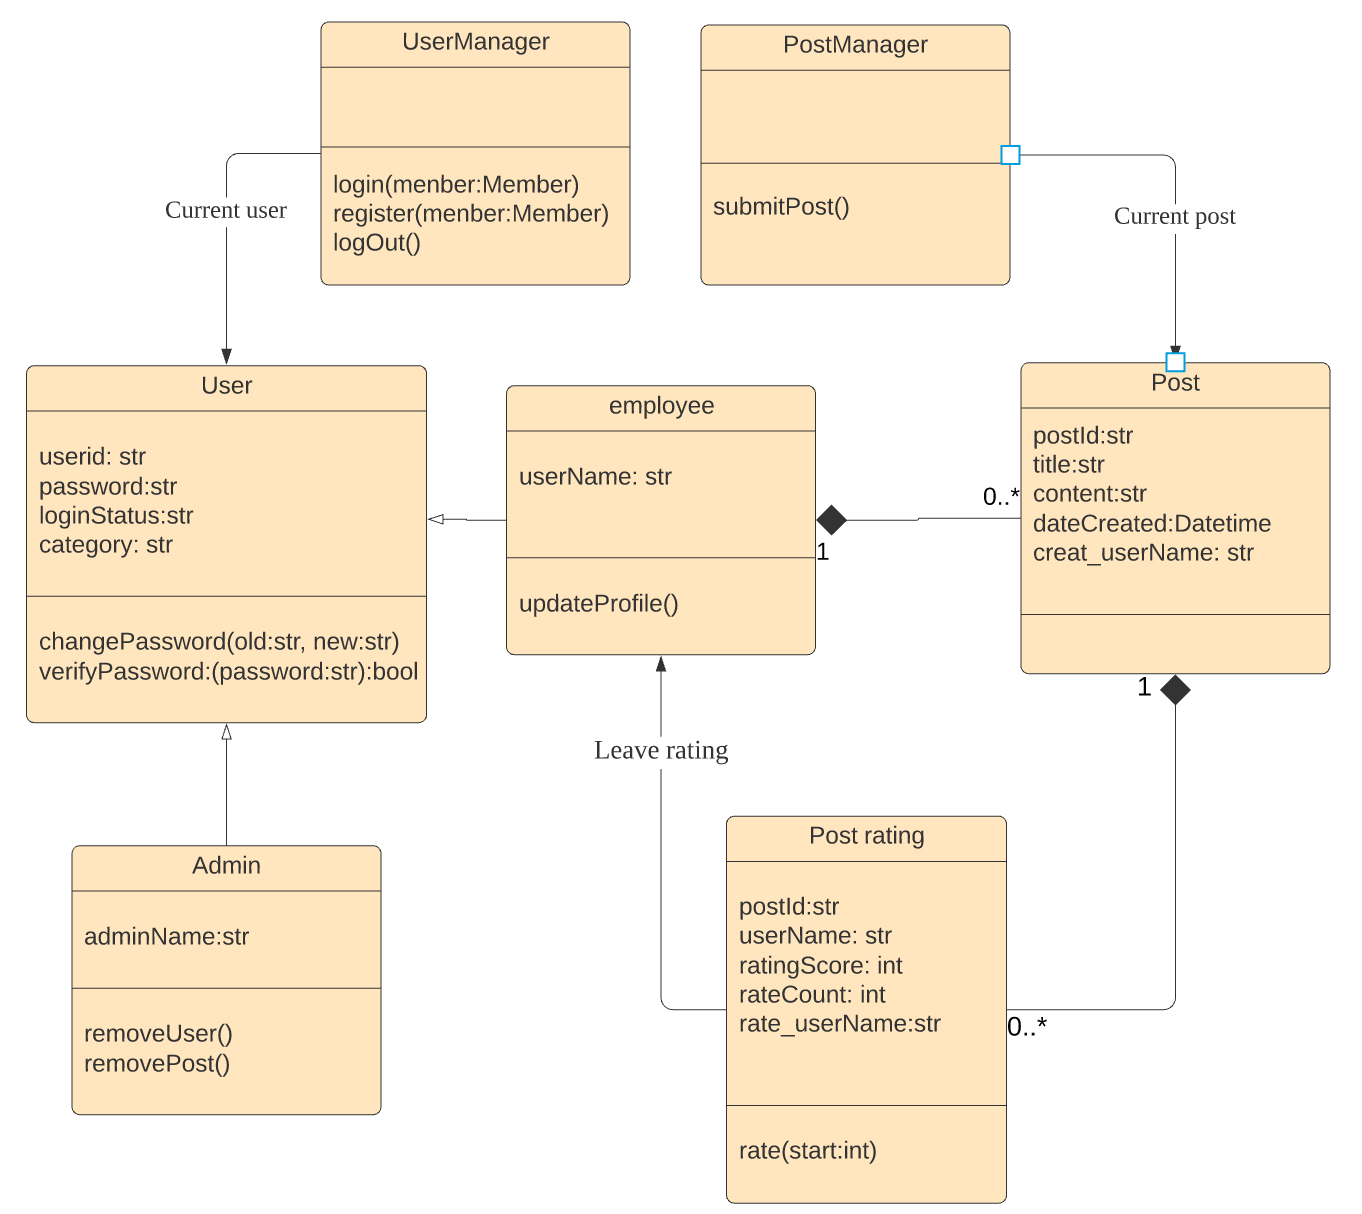 UserManager
login(menber:Member)
register(menber:Member)
logOut()
PostManager
submitPost()
Current user
Current post
User
userid: str
password:str
loginStatus:str
category: str
changePassword(old:str, new:str)
verifyPassword:(password:str):bool
employee
userName: str
updateProfile()
1
0..*
Post
postId:str
title:str
content:str
dateCreated:Datetime
creat_userName: str
1
Leave rating
Admin
adminName:str
removeUser()
removePost()
Post rating
postId:str
userName: str
ratingScore: int
rateCount: int
rate_userName:str
rate(start:int)
0..*